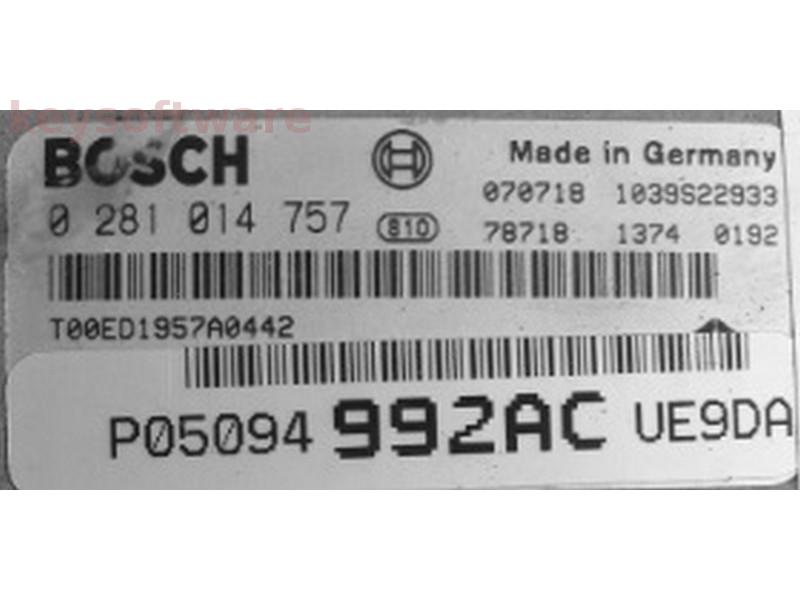 keysoftware
BOSCH
Made in Germany
070718 1039S22933
0 281 014 757
810
78718 1374 0192
T00ED1957A0442
P05094 992AC UE9DA